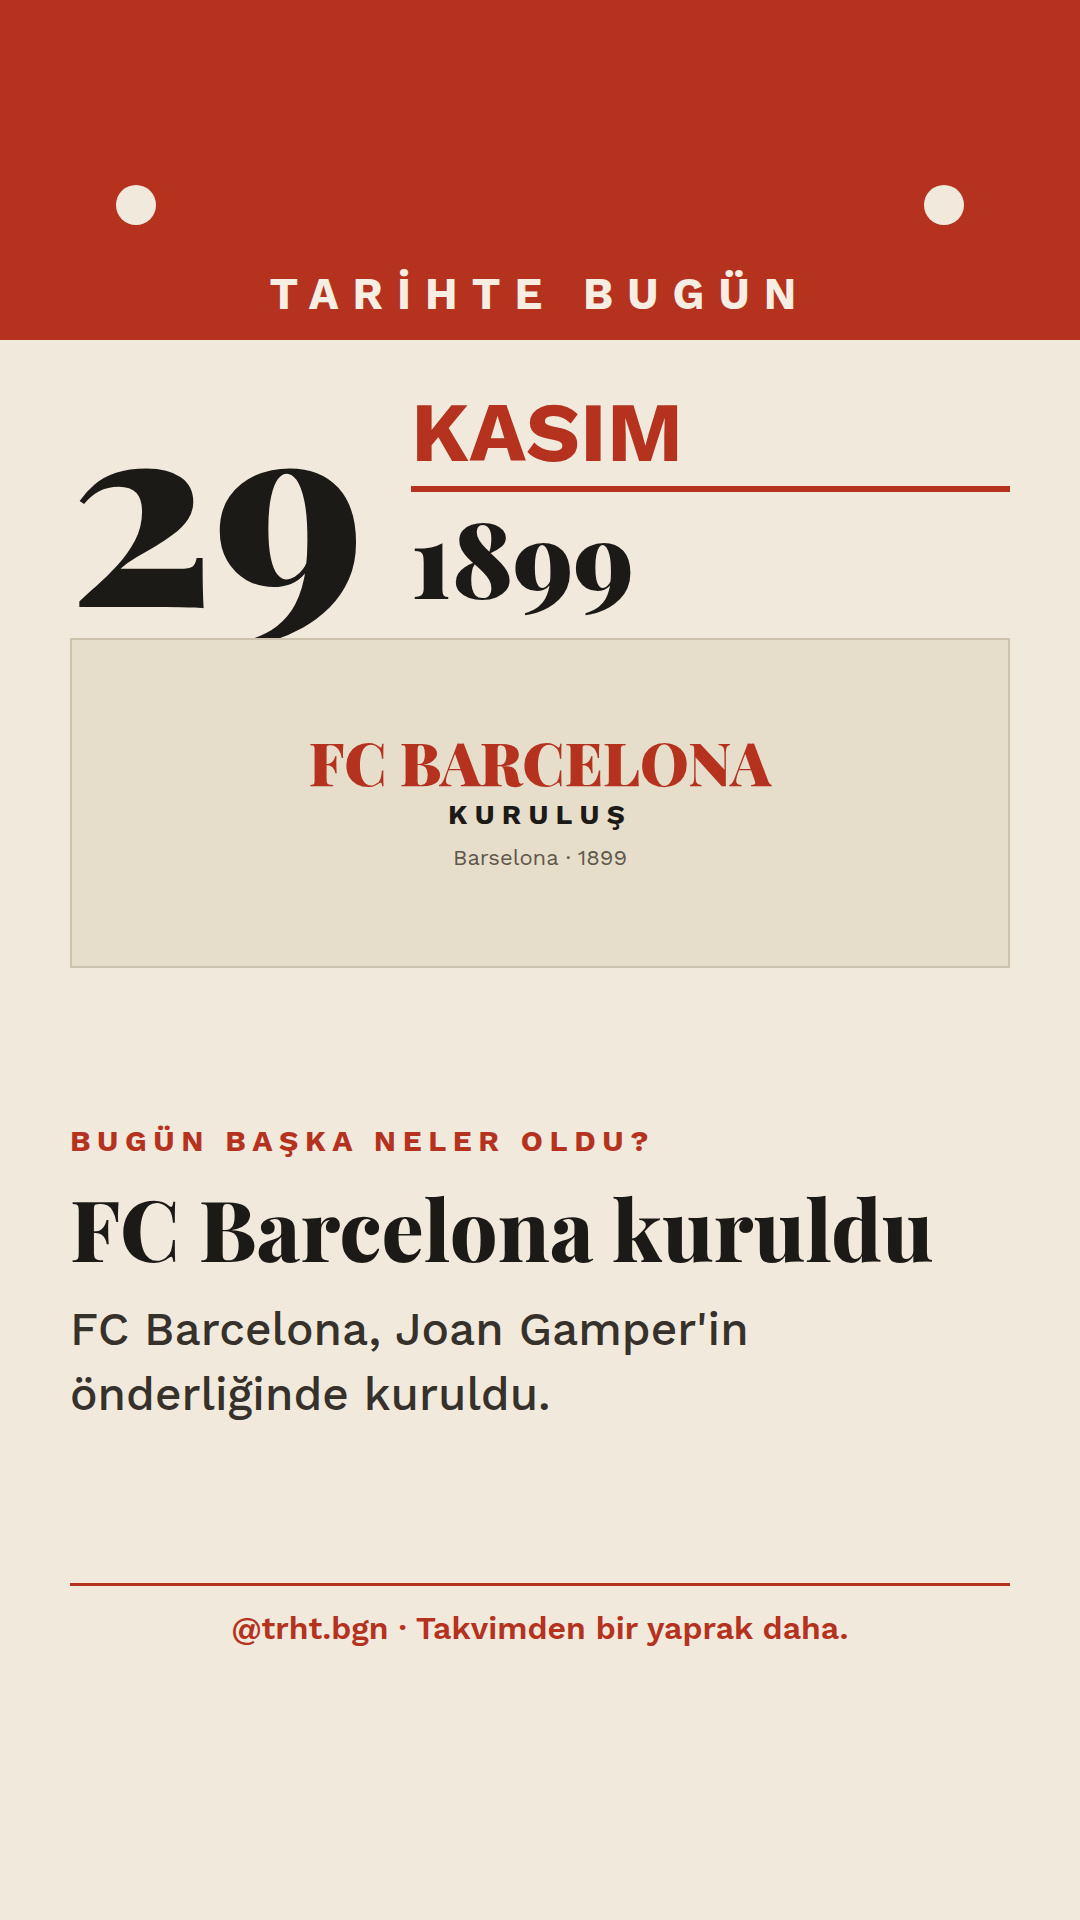 TARİHTE BUGÜN
29
KASIM
1899
FC BARCELONA
KURULUŞ
Barselona · 1899
BUGÜN BAŞKA NELER OLDU?
FC Barcelona kuruldu
FC Barcelona, Joan Gamper'in
önderliğinde kuruldu.
@trht.bgn · Takvimden bir yaprak daha.